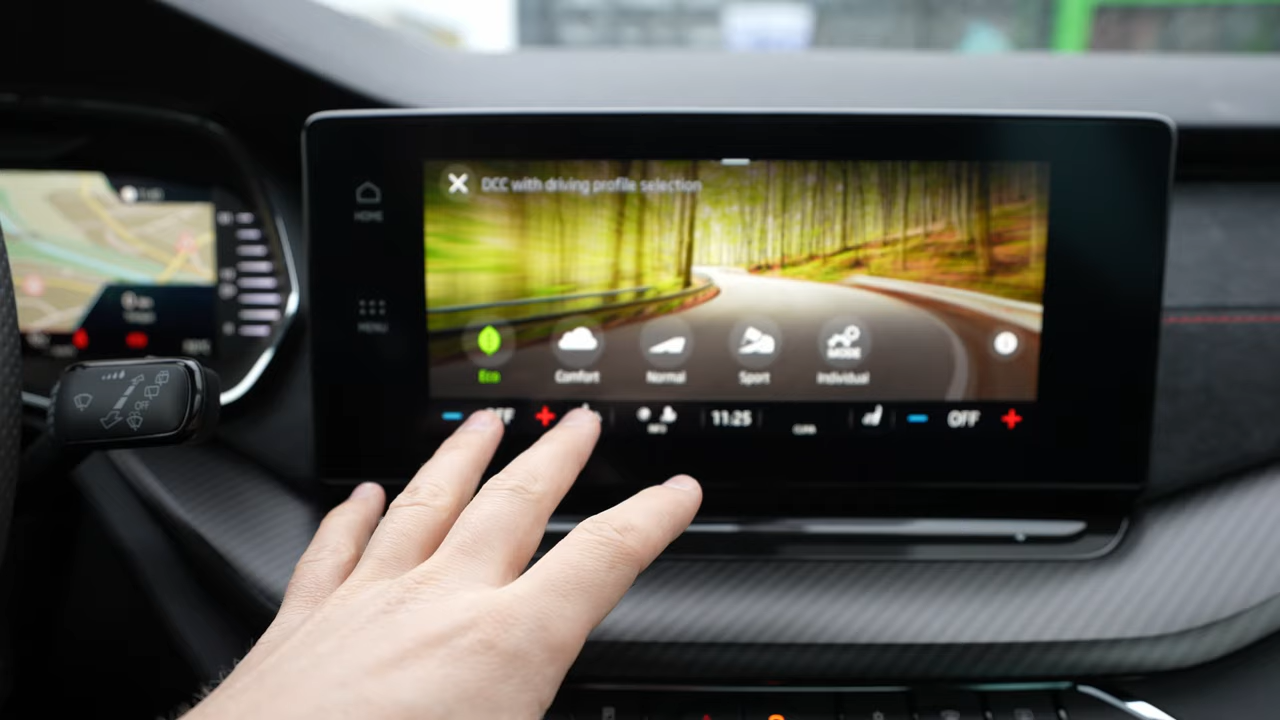 DCC with driving profile selection
HOME
MENU
Eco
Comfort
Normal
Sport
MODE
Individual
11:25
OFF